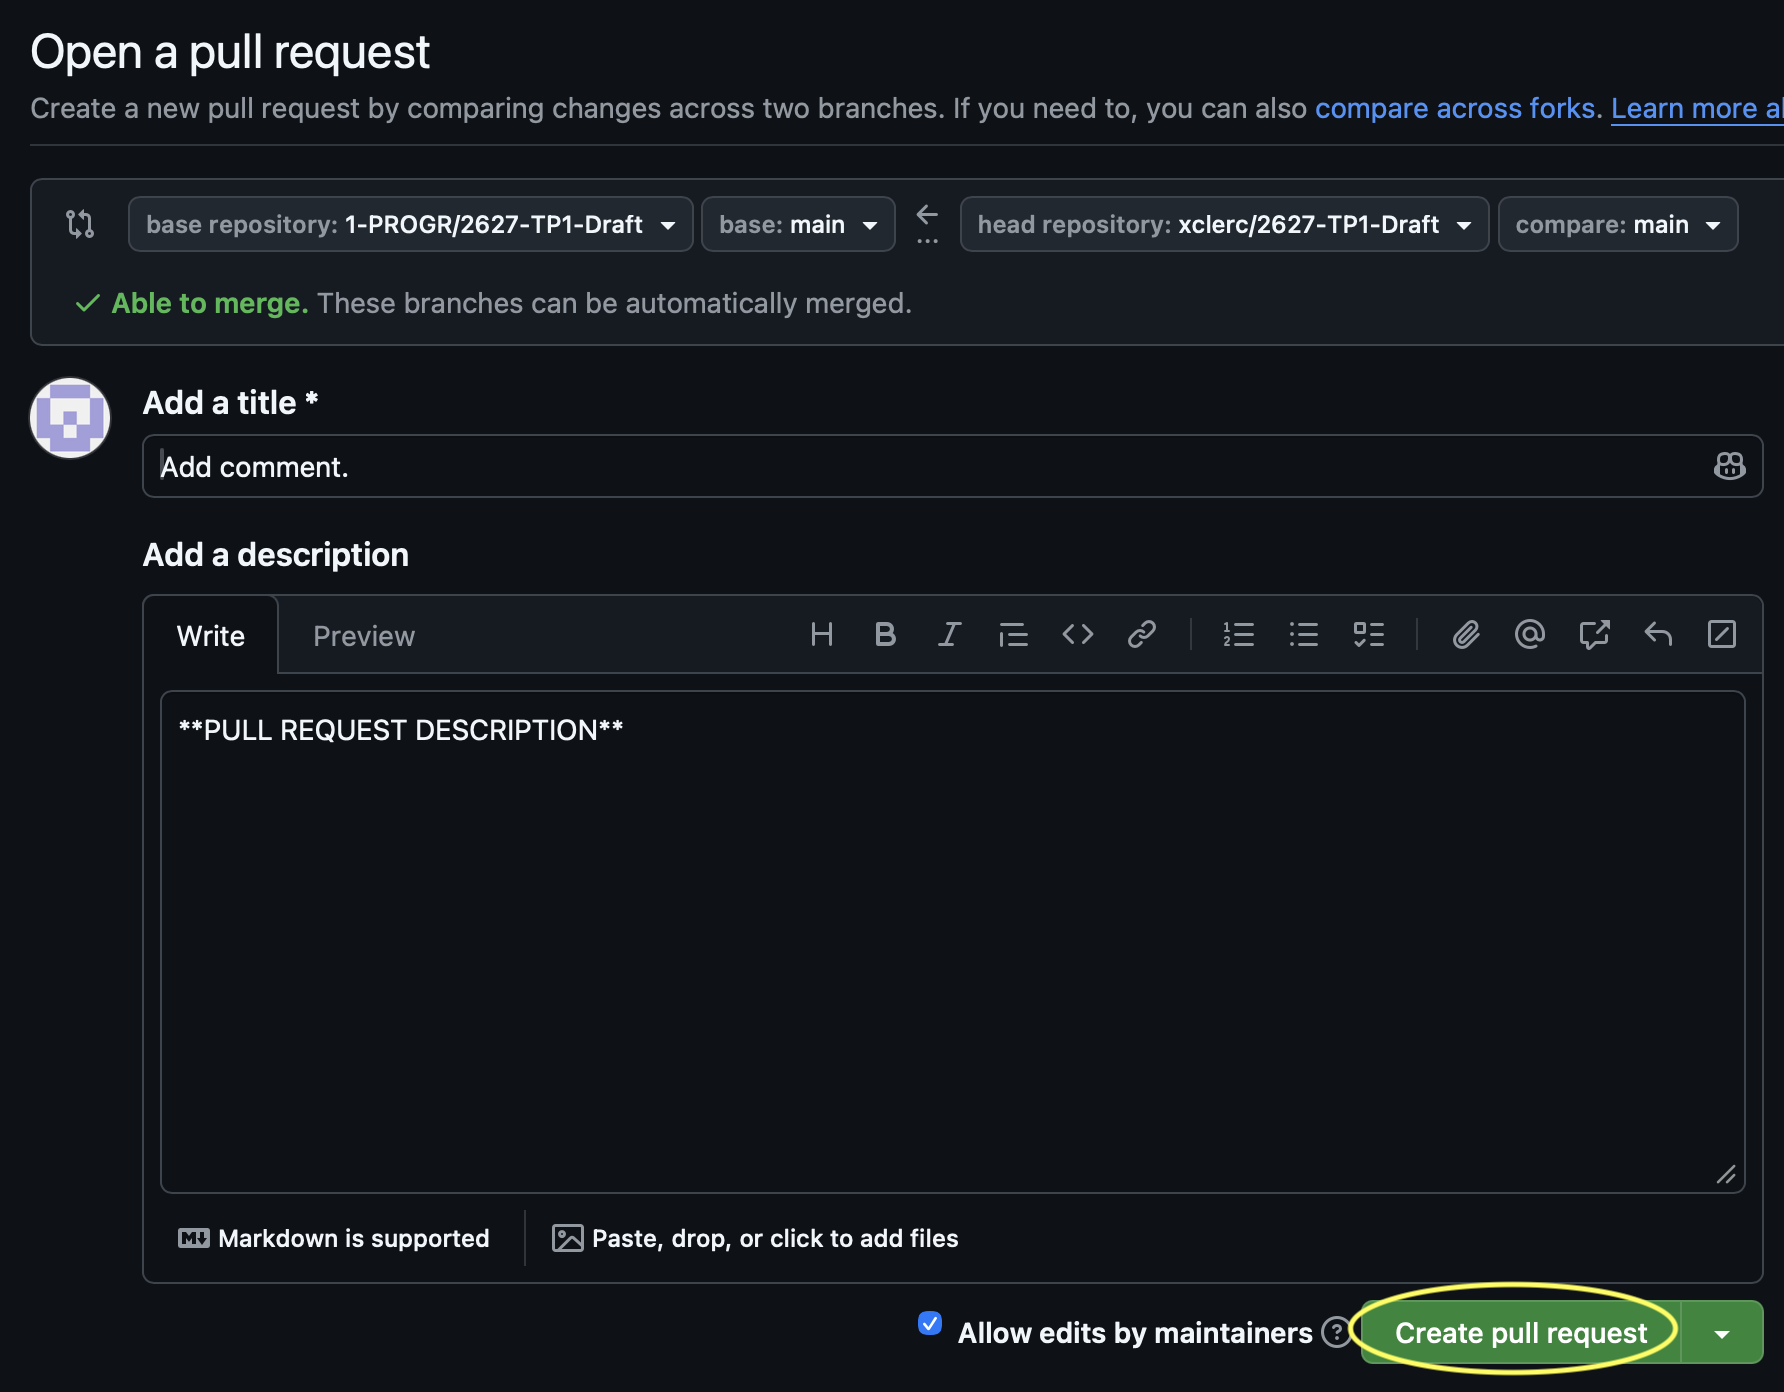 Open a pull request
Create a new pull request by comparing changes across two branches. If you need to, you can also compare across forks. Learn more
base repository: 1-PROGR/2627-TP1-Draft base: main head repository: xclerc/2627-TP1-Draft compare: main
Able to merge. These branches can be automatically merged.
Add a title *
Add comment.
Add a description
Write Preview
**PULL REQUEST DESCRIPTION**
Markdown is supported Paste, drop, or click to add files
Allow edits by maintainers Create pull request